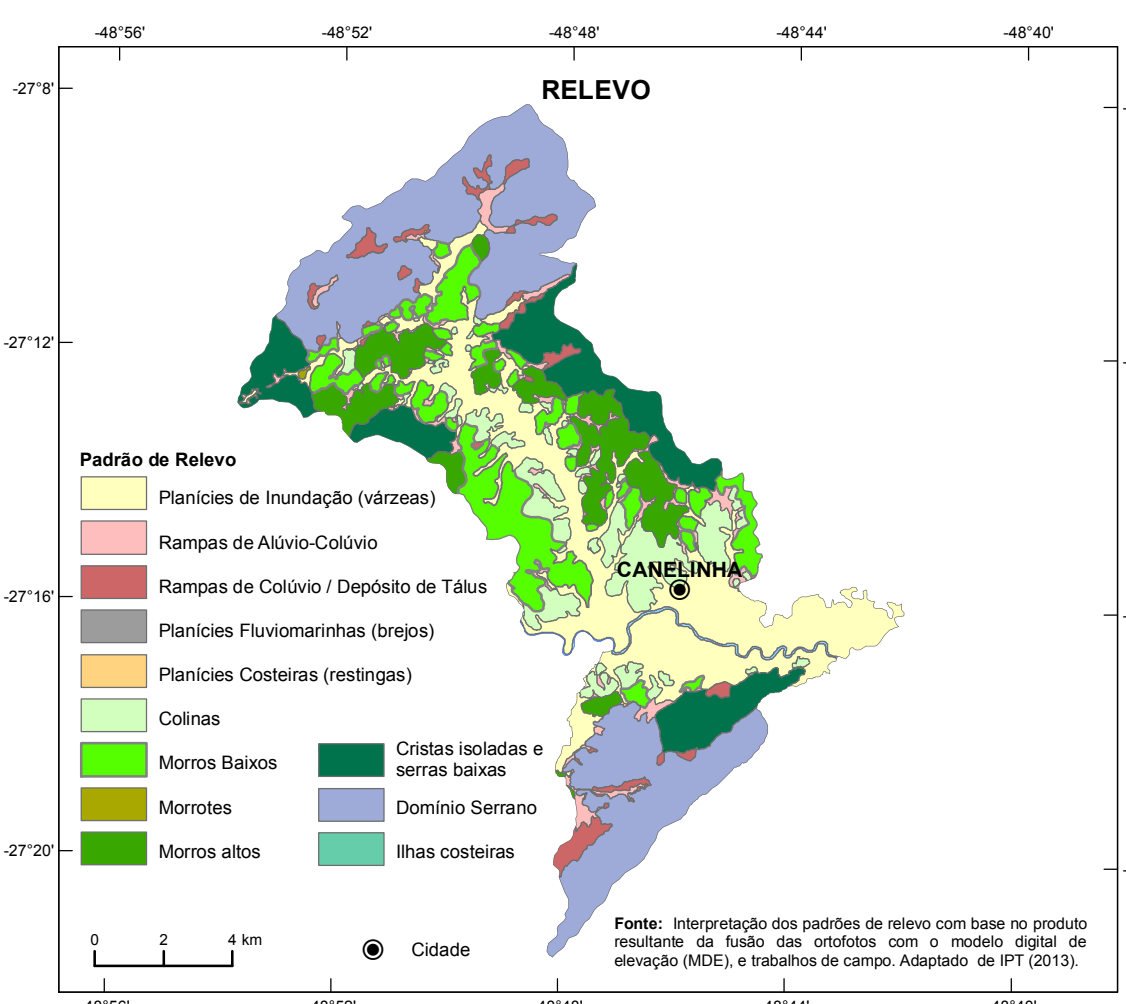 -48°56'
-48°52'
-48°48'
-48°44'
-48°40'
-27°8'
RELEVO
-27°12'
Padrão de Relevo
Planícies de Inundação (várzeas)
Rampas de Alúvio-Colúvio
CANELINHA
Rampas de Colúvio / Depósito de Tálus
-27°16'
Planícies Fluviomarinhas (brejos)
Planícies Costeiras (restingas)
Colinas
Morros Baixos
Morrotes
Morros altos
Cristas isoladas e
serras baixas
Domínio Serrano
Ilhas costeiras
-27°20'
0 2 4 km
Cidade
Fonte: Interpretação dos padrões de relevo com base no produto
resultante da fusão das ortofotos com o modelo digital de
elevação (MDE), e trabalhos de campo. Adaptado de IPT (2013).